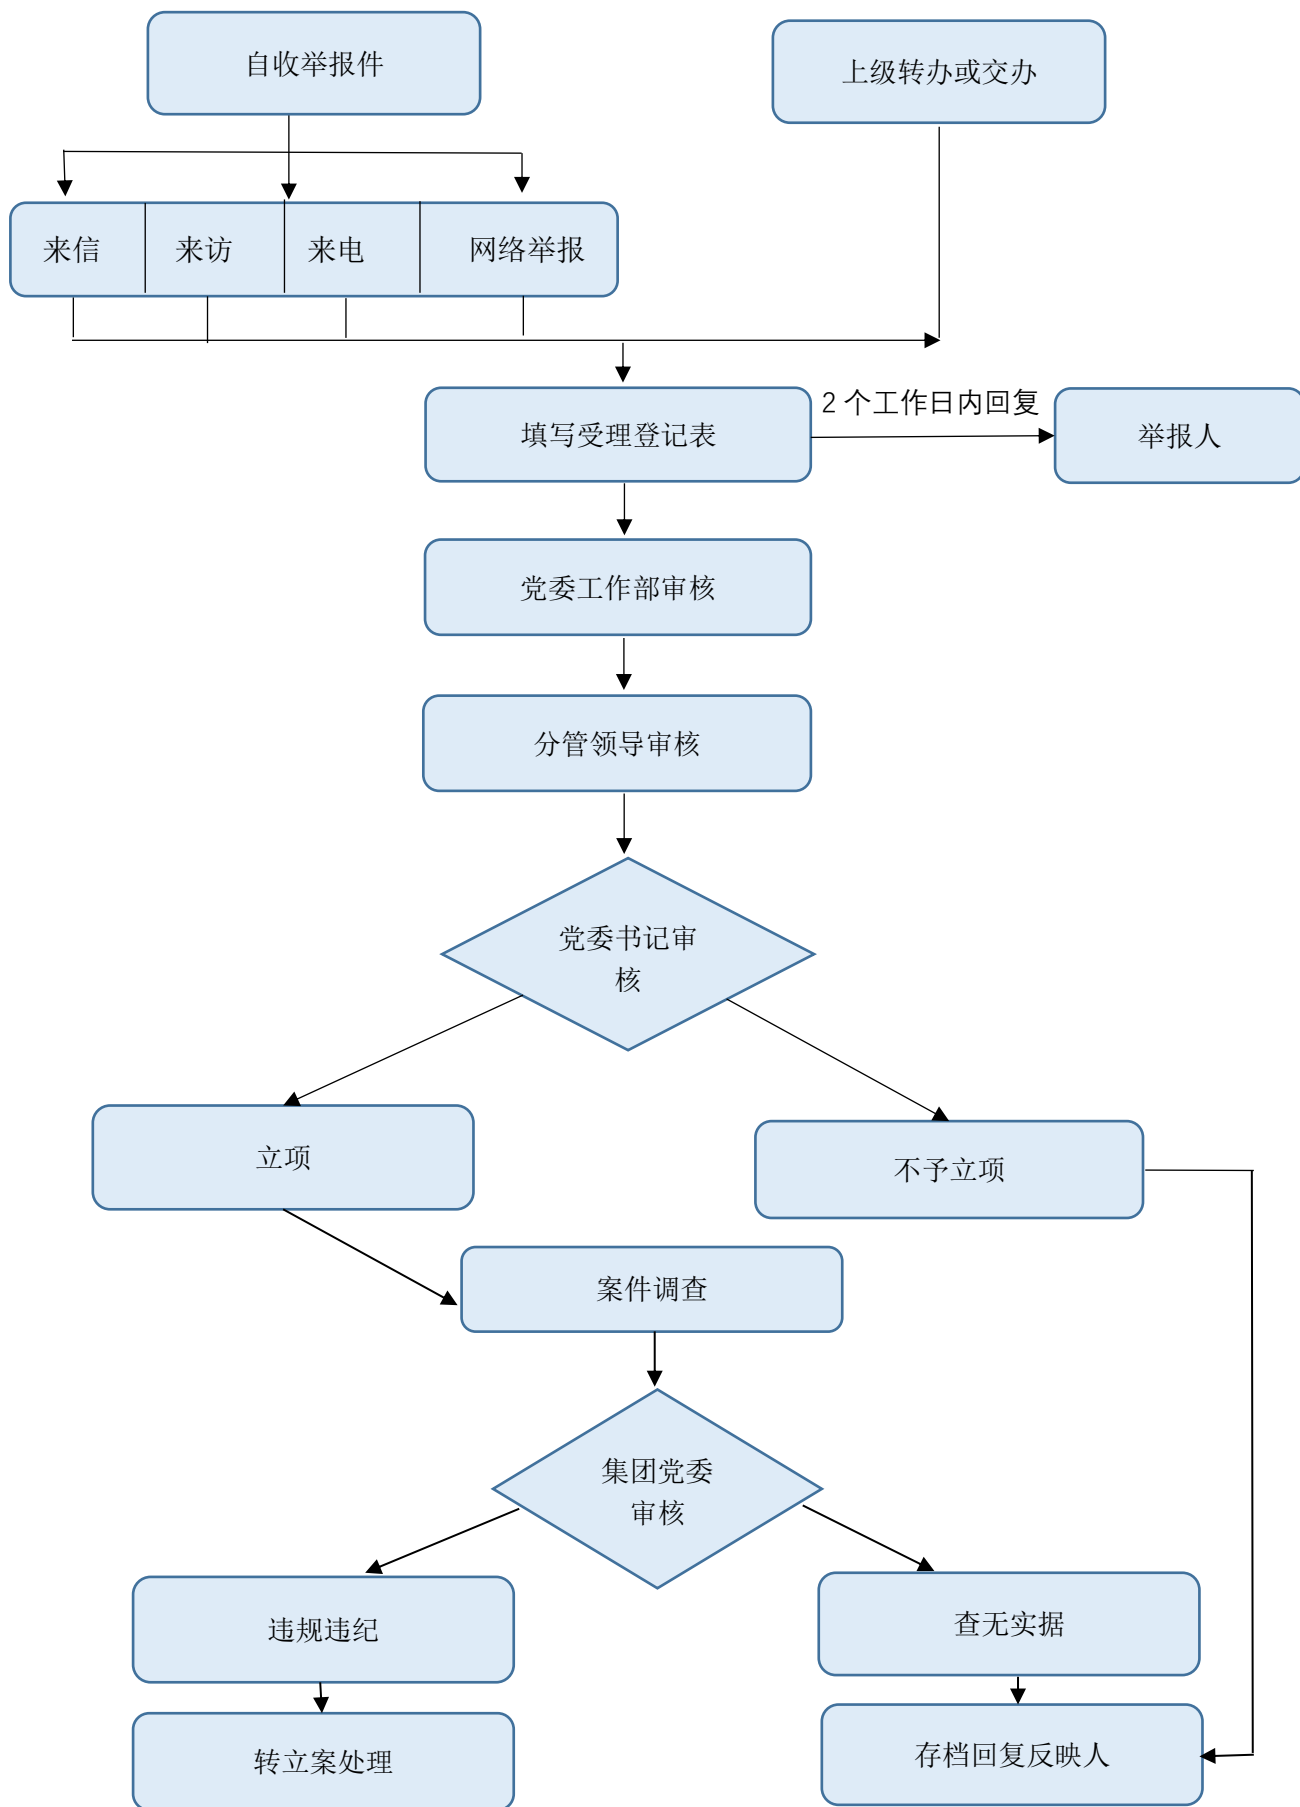 自收举报件
上级转办或交办
来信
来访
来电
网络举报
2 个工作日内回复
填写受理登记表
举报人
党委工作部审核
分管领导审核
党委书记审
核
立项
不予立项
案件调查
集团党委
审核
违规违纪
查无实据
转立案处理
存档回复反映人